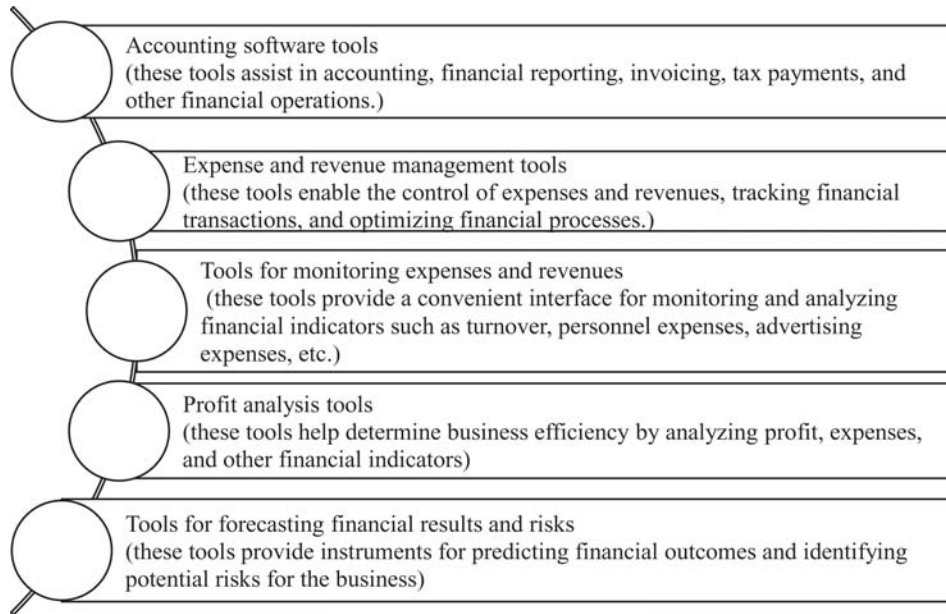 Accounting software tools
(these tools assist in accounting, financial reporting, invoicing, tax payments, and
other financial operations.)
Expense and revenue management tools
(these tools enable the control of expenses and revenues, tracking financial
transactions, and optimizing financial processes.)
Tools for monitoring expenses and revenues
(these tools provide a convenient interface for monitoring and analyzing
financial indicators such as turnover, personnel expenses, advertising
expenses, etc.)
Profit analysis tools
(these tools help determine business efficiency by analyzing profit, expenses,
and other financial indicators)
Tools for forecasting financial results and risks
(these tools provide instruments for predicting financial outcomes and identifying
potential risks for the business)